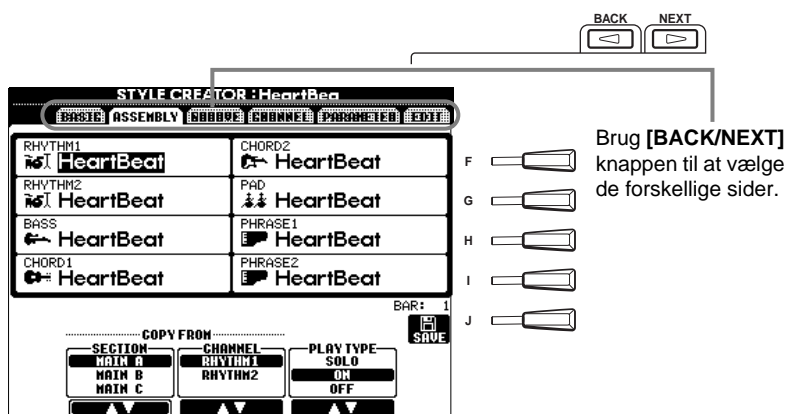 BACK NEXT
STYLE CREATOR : HeartBea
BASIC ASSEMBLY GROOVE CHANNEL PARAMETER EDIT
RHYTHM1
HeartBeat
CHORD2
HeartBeat
RHYTHM2
HeartBeat
PAD
HeartBeat
BASS
HeartBeat
PHRASE1
HeartBeat
CHORD1
HeartBeat
PHRASE2
HeartBeat
F
G
H
I
J
Brug [BACK/NEXT]
knappen til at vælge
de forskellige sider.
BAR: 1
SAVE
COPY FROM
SECTION
MAIN A
MAIN B
MAIN C
CHANNEL
RHYTHM1
RHYTHM2
PLAY TYPE
SOLO
ON
OFF